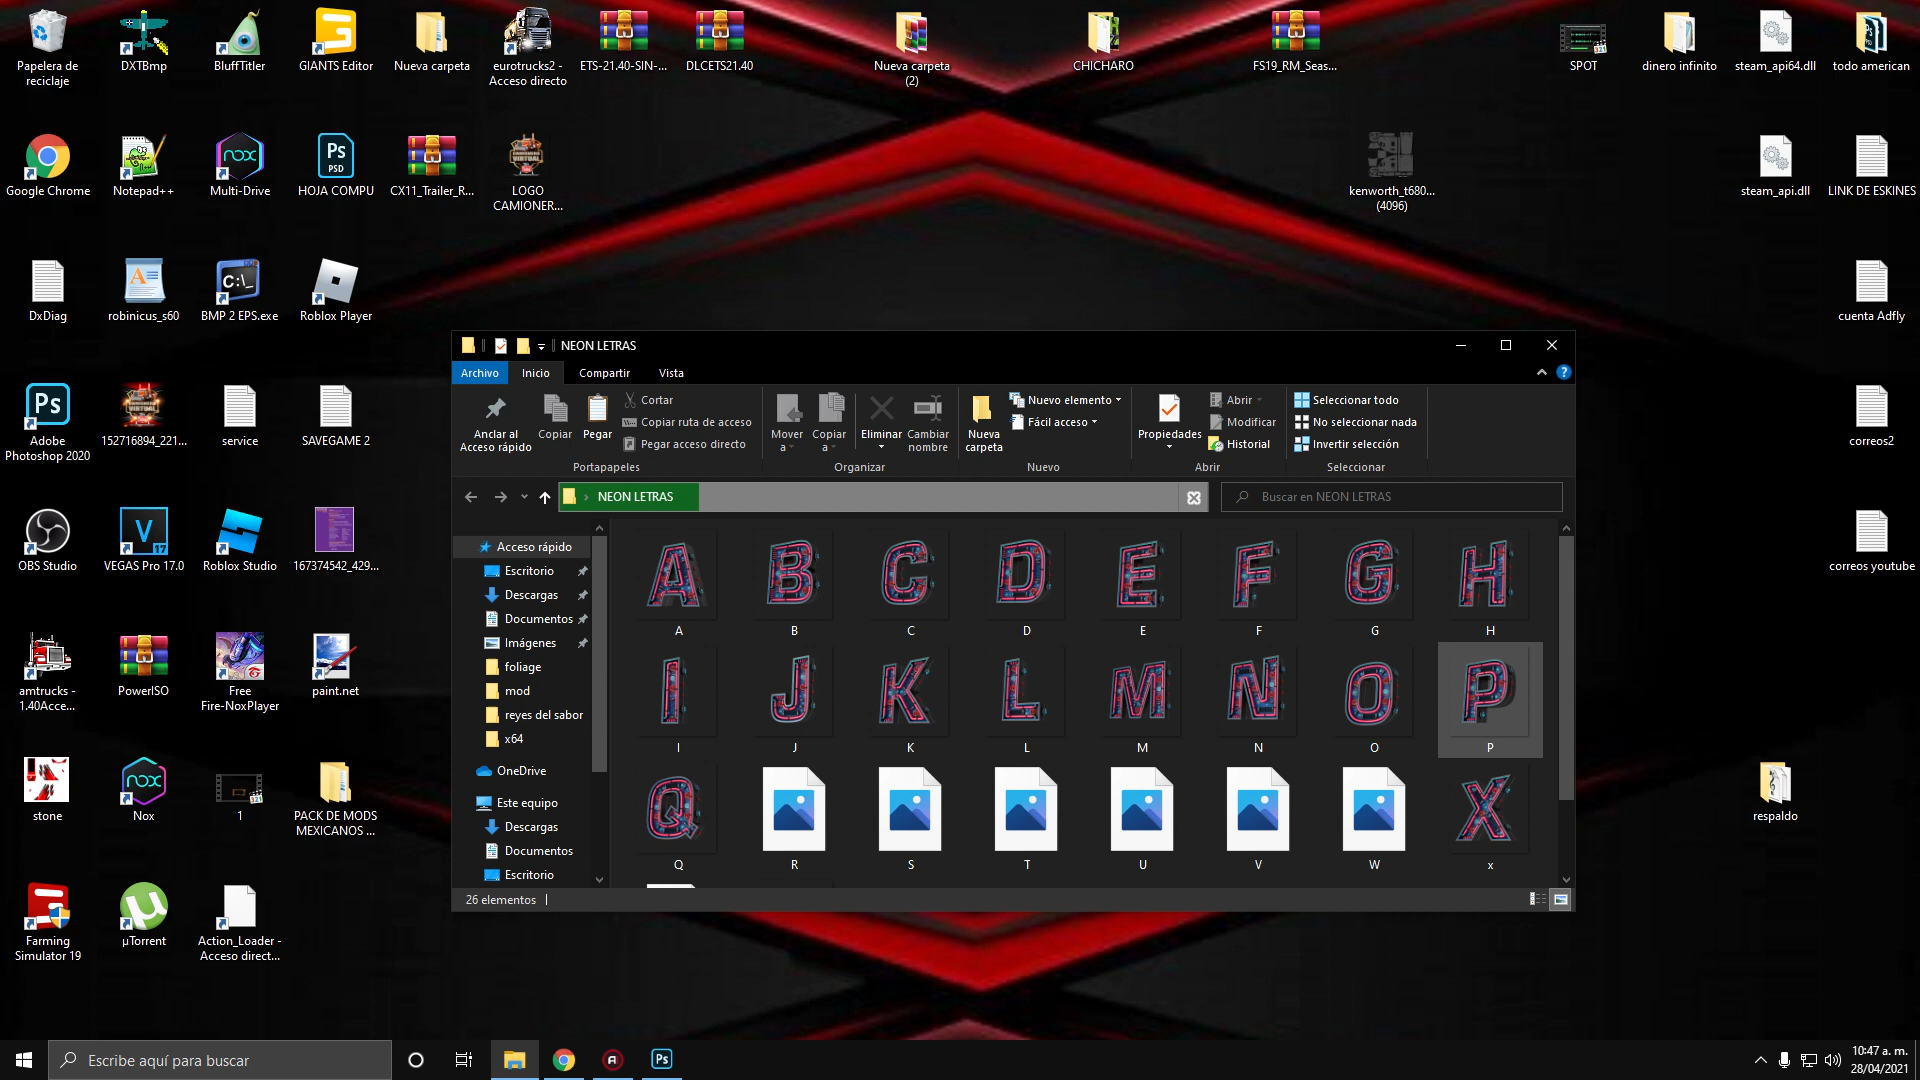 Papelera de
reciclaje
DXTBmp
BluffTitler
GIANTS Editor
Nueva carpeta
eurotrucks2 -
Acceso directo
ETS-21.40-SIN-...
DLCETS21.40
Nueva carpeta
(2)
CHICHARO
FS19_RM_Seas...
SPOT
dinero infinito
steam_api64.dll
todo american
Google Chrome
Notepad++
Multi-Drive
Ps
PSD
HOJA COMPU
CX11_Trailer_R...
LOGO
CAMIONER...
kenworth_t680...
(4096)
steam_api.dll
LINK DE ESKINES
DxDiag
robinicus_s60
BMP 2 EPS.exe
Roblox Player
cuenta Adfly
NEON LETRAS
Archivo
Inicio
Compartir
Vista
Anclar al
Acceso rápido
Copiar
Pegar
Cortar
Copiar ruta de acceso
Pegar acceso directo
Portapapeles
Mover
a
Copiar
a
Eliminar
Cambiar
nombre
Organizar
Nueva
carpeta
Nuevo elemento
Fácil acceso
Nuevo
Propiedades
Abrir
Modificar
Historial
Abrir
Seleccionar todo
No seleccionar nada
Invertir selección
Seleccionar
NEON LETRAS
Buscar en NEON LETRAS
Acceso rápido
Escritorio
Descargas
Documentos
Imágenes
foliage
mod
reyes del sabor
x64
OneDrive
Este equipo
Descargas
Documentos
Escritorio
A B C D E F G H
A B C D E F G H
I J K L M N O P
I J K L M N O P
Q X
Q R S T U V W x
26 elementos
Ps
Adobe
Photoshop 2020
152716894_221...
service
SAVEGAME 2
correos2
OBS Studio
V
17
VEGAS Pro 17.0
Roblox Studio
167374542_429...
correos youtube
amtrucks -
1.40Acce...
PowerISO
Free
Fire-NoxPlayer
paint.net
stone
nox
Nox
321
1
PACK DE MODS
MEXICANOS ...
respaldo
Farming
Simulator 19
µTorrent
Action_Loader -
Acceso direct...
Escribe aquí para buscar
Ps
10:47 a. m.
28/04/2021